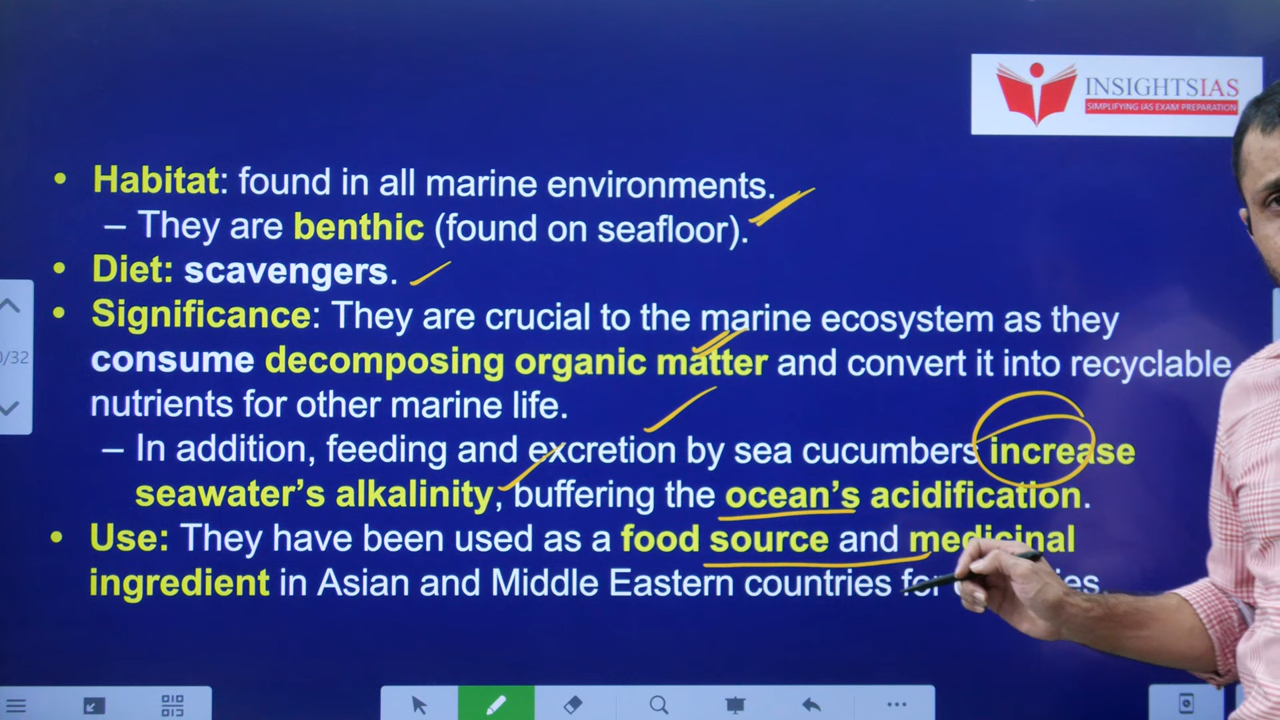 INSIGHTSIAS
SIMPLIFYING IAS EXAM PREPARATION
• Habitat: found in all marine environments.
– They are benthic (found on seafloor).
• Diet: scavengers.
• Significance: They are crucial to the marine ecosystem as they
consume decomposing organic matter and convert it into recyclable
nutrients for other marine life.
– In addition, feeding and excretion by sea cucumbers increase
seawater's alkalinity, buffering the ocean's acidification.
• Use: They have been used as a food source and medicinal
ingredient in Asian and Middle Eastern countries for
/32